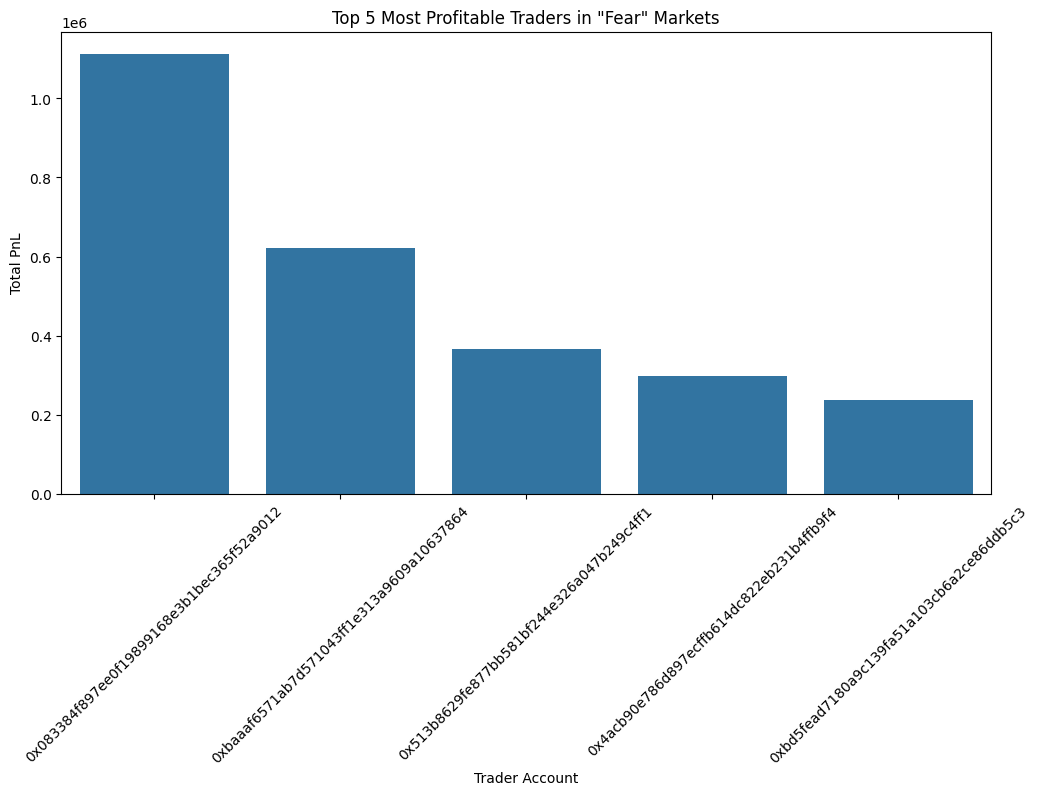 Top 5 Most Profitable Traders in "Fear" Markets
1e6
Total PnL
1.0
0.8
0.6
0.4
0.2
0.0
0x083384f897ee0f19899168e3b1bec365f52a9012
0xbaaaf6571ab7d571043ff1e313a9609a10637864
0x513b8629fe877bb581bf244e326a047b249c4ff1
0x4acb90e786d897ecffb614dc822eb231b4ffb9f4
0xbd5fead7180a9c139fa51a103cb6a2ce86ddb5c3
Trader Account